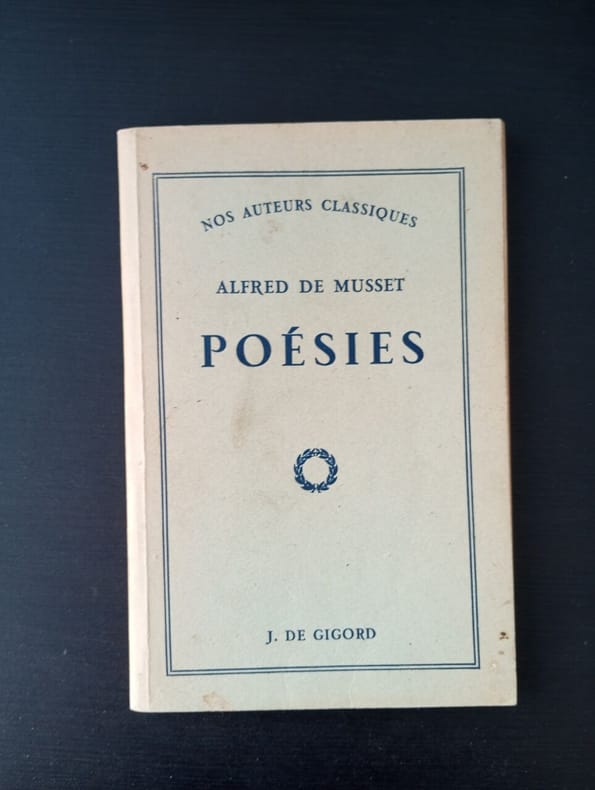 NOS AUTEURS CLASSIQUES
ALFRED DE MUSSET
POÉSIES
J. DE GIGORD